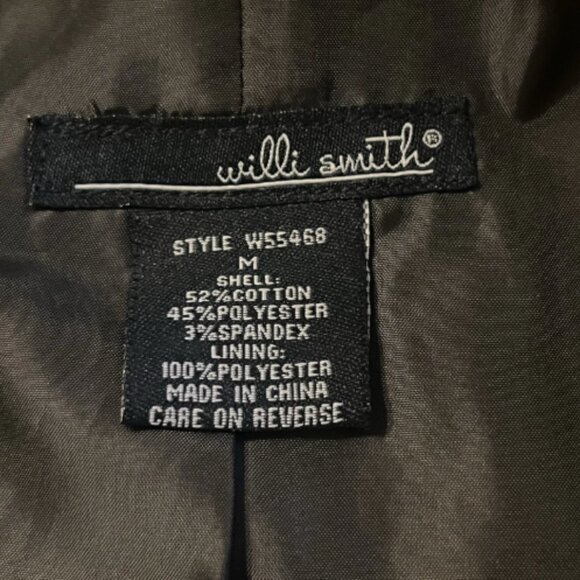 willi smith®
STYLE W55468
M
SHELL:
52%COTTON
45%POLYESTER
3%SPANDEX
LINING:
100%POLYESTER
MADE IN CHINA
CARE ON REVERSE